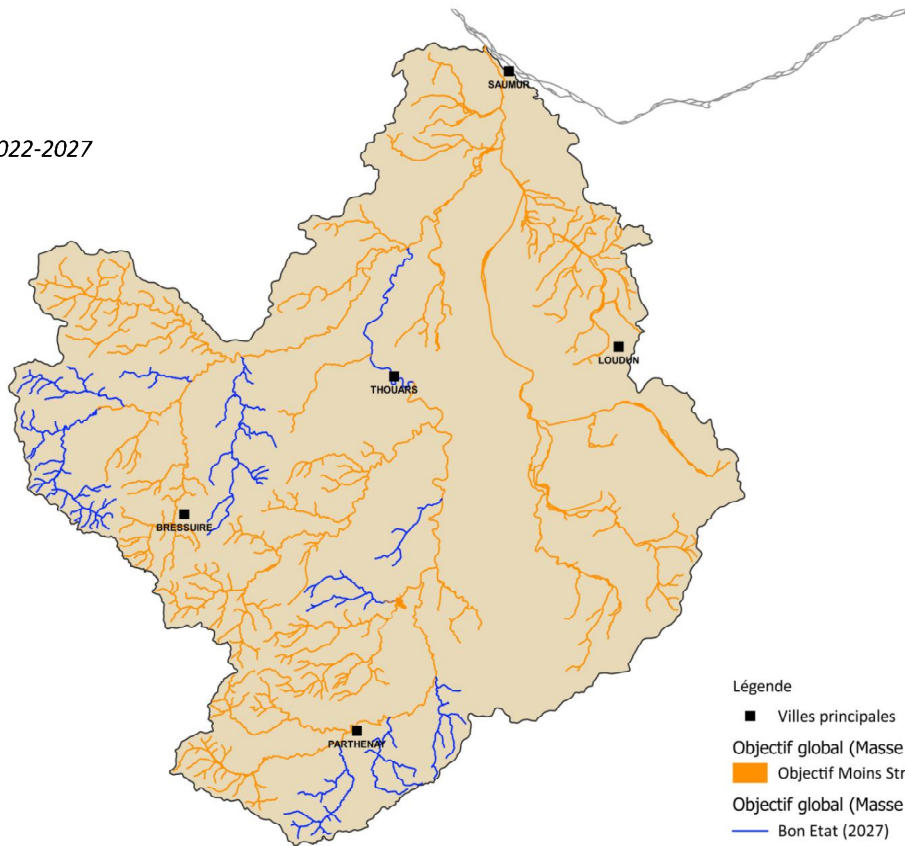 SAUMUR
022-2027
LOUDUN
THOUARS
BRESSUIRE
PARTHENAY
Légende
Villes principales
Objectif global (Masse
Objectif Moins Str
Objectif global (Masse
Bon Etat (2027)